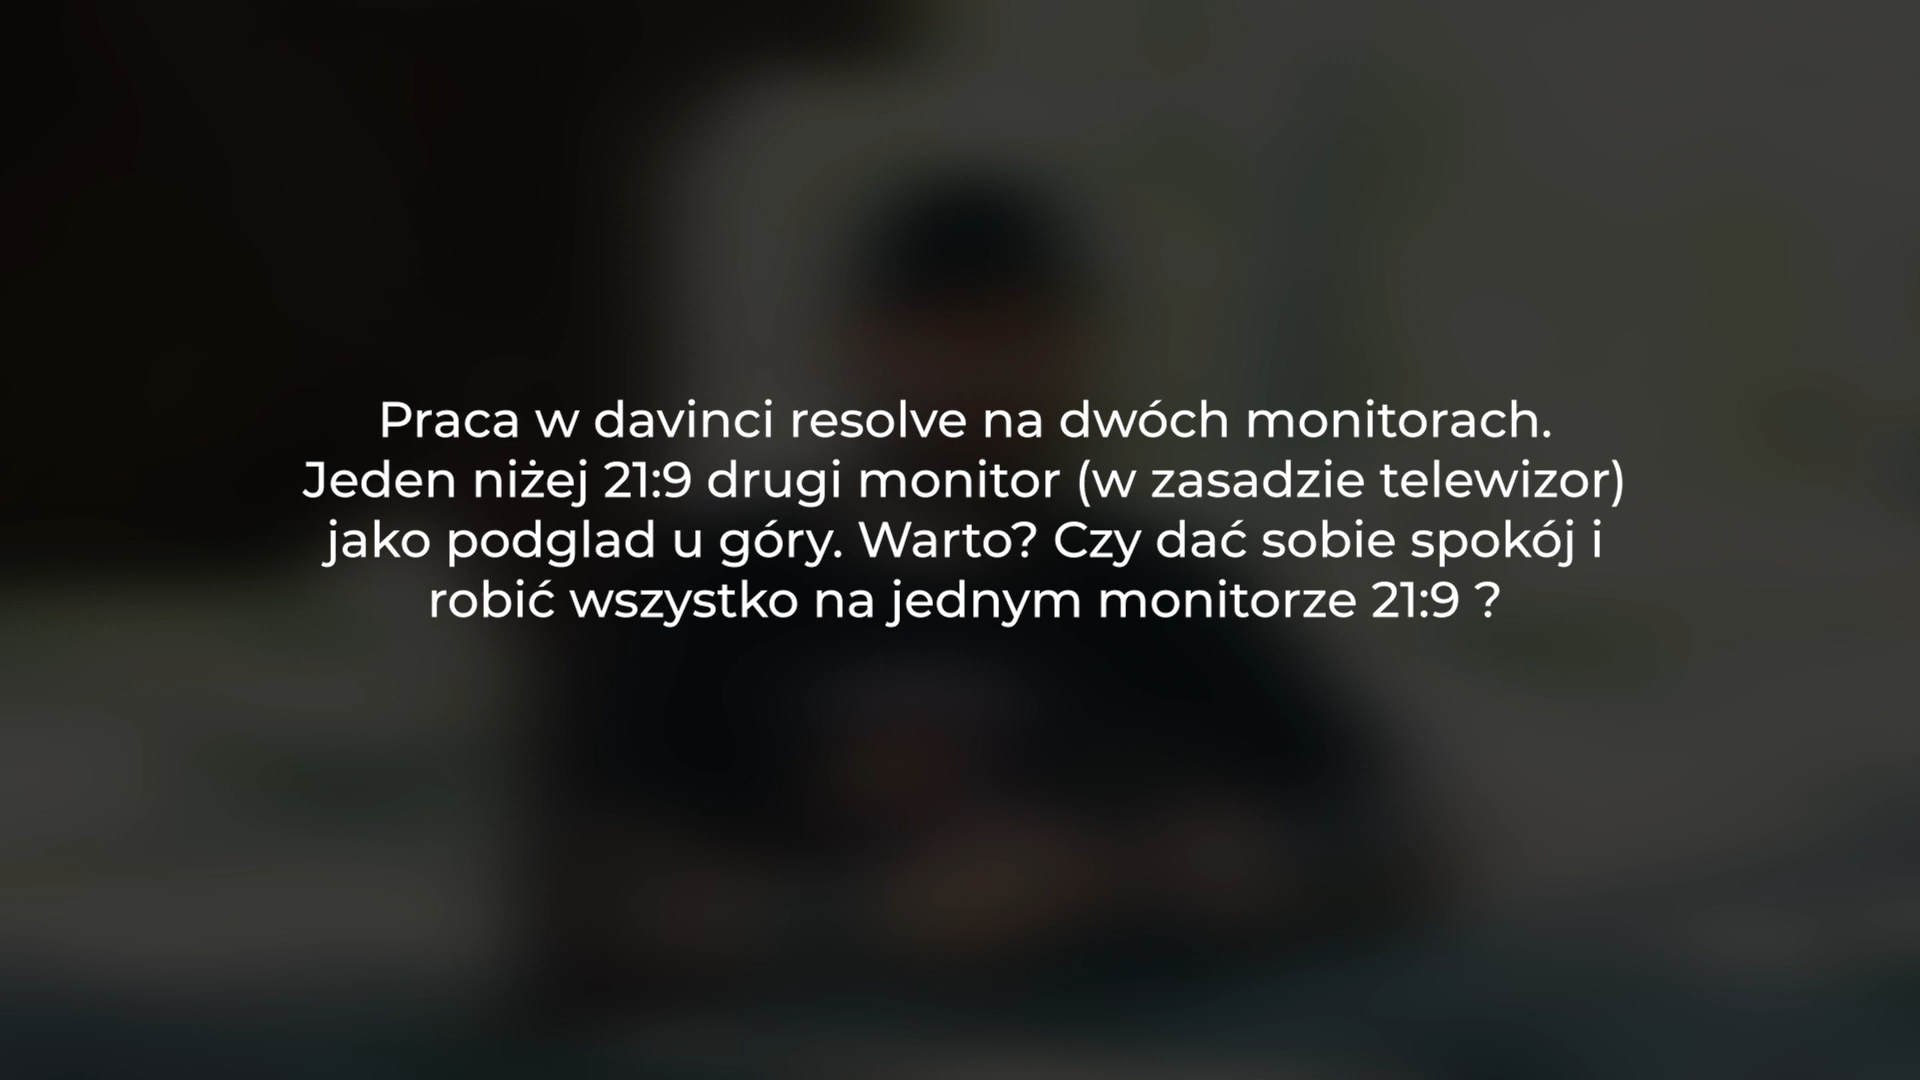 Praca w davinci resolve na dwóch monitorach.
Jeden niżej 21:9 drugi monitor (w zasadzie telewizor)
jako podglad u góry. Warto? Czy dać sobie spokój i
robić wszystko na jednym monitorze 21:9 ?